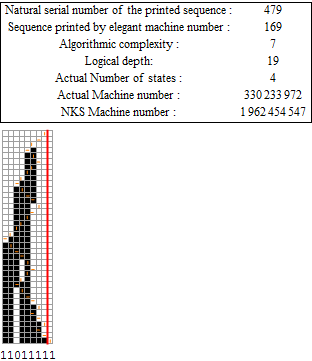 Natural serial number of the printed sequence : 479
Sequence printed by elegant machine number : 169
Algorithmic complexity : 7
Logical depth: 19
Actual Number of states : 4
Actual Machine number : 330 233 972
NKS Machine number : 1 962 454 547
11011111